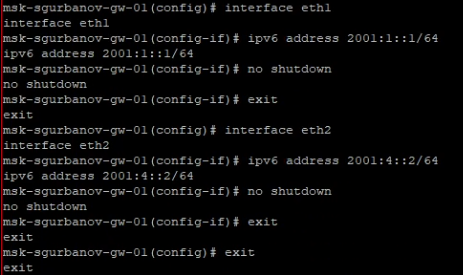 msk-sgurbanov-gw-01(config)# interface eth1
interface eth1
msk-sgurbanov-gw-01(config-if)# ipv6 address 2001:1::1/64
ipv6 address 2001:1::1/64
msk-sgurbanov-gw-01(config-if)# no shutdown
no shutdown
msk-sgurbanov-gw-01(config-if)# exit
exit
msk-sgurbanov-gw-01(config)# interface eth2
interface eth2
msk-sgurbanov-gw-01(config-if)# ipv6 address 2001:4::2/64
ipv6 address 2001:4::2/64
msk-sgurbanov-gw-01(config-if)# no shutdown
no shutdown
msk-sgurbanov-gw-01(config-if)# exit
exit
msk-sgurbanov-gw-01(config)# exit
exit